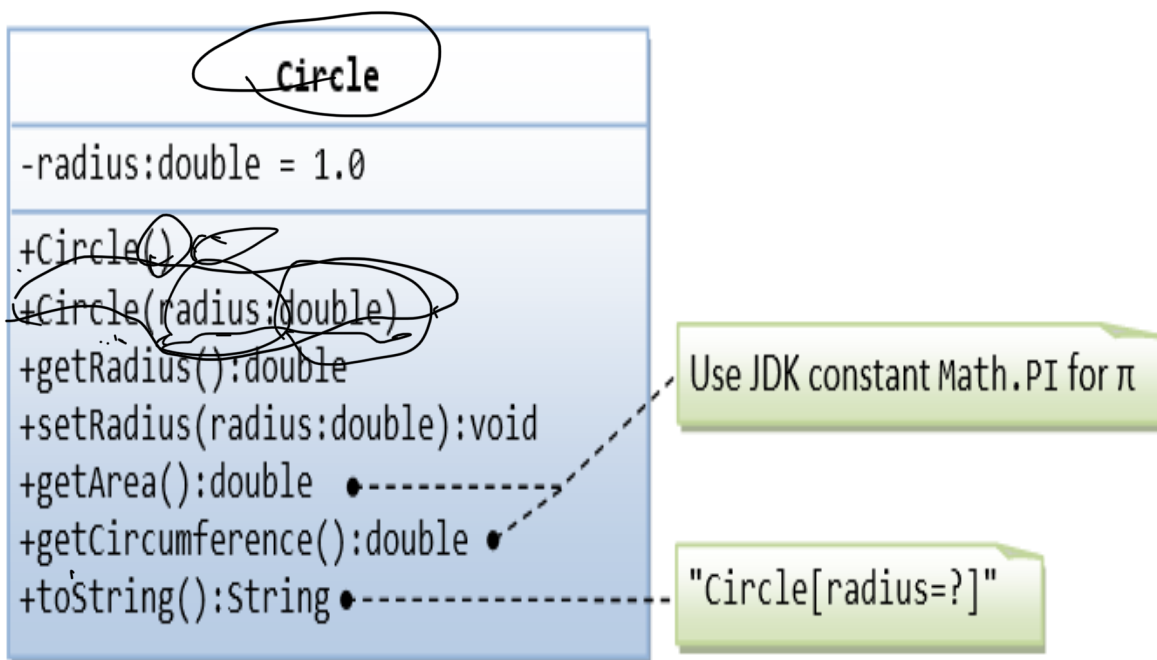 Circle
-radius:double = 1.0
+Circle()
+Circle(radius:double)
+getRadius():double
+setRadius(radius:double):void
+getArea():double
+getCircumference():double
+toString():String
Use JDK constant Math.PI for π
"Circle[radius=?]"